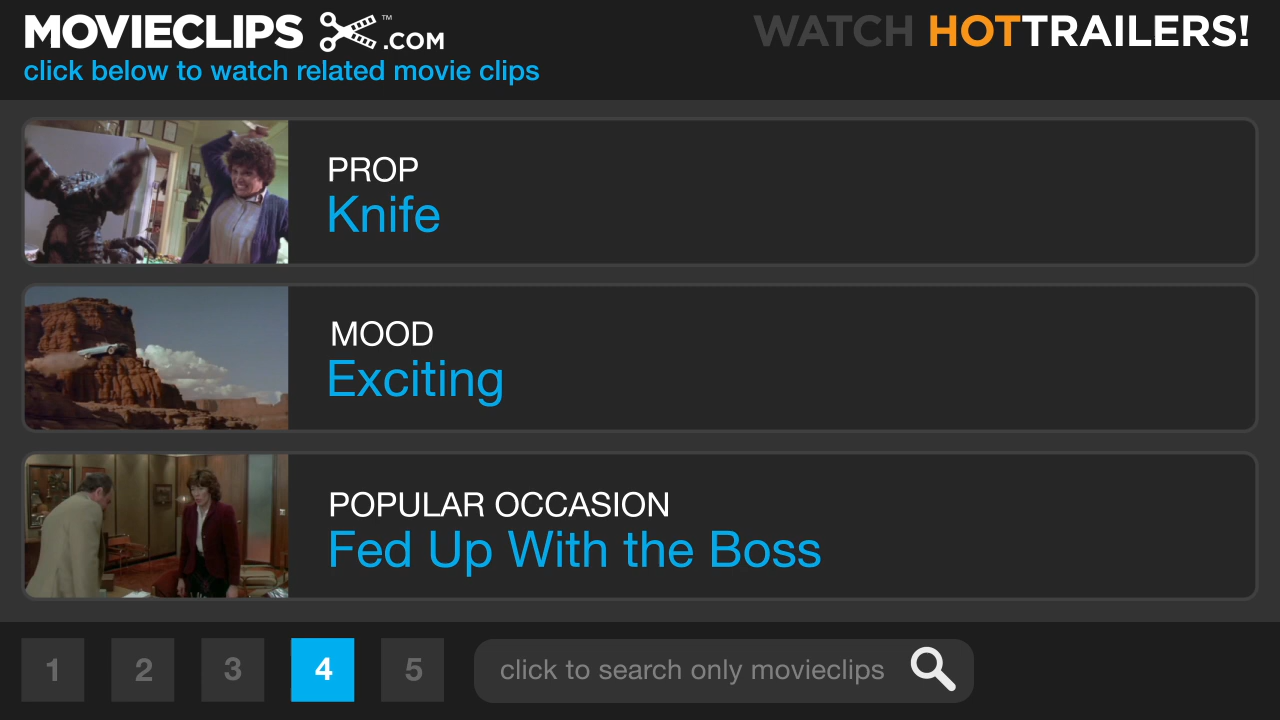 MOVIECLIPS ™ .COM
WATCH HOTTRAILERS!
click below to watch related movie clips
PROP
Knife
MOOD
Exciting
POPULAR OCCASION
Fed Up With the Boss
1 2 3 4 5 click to search only movieclips